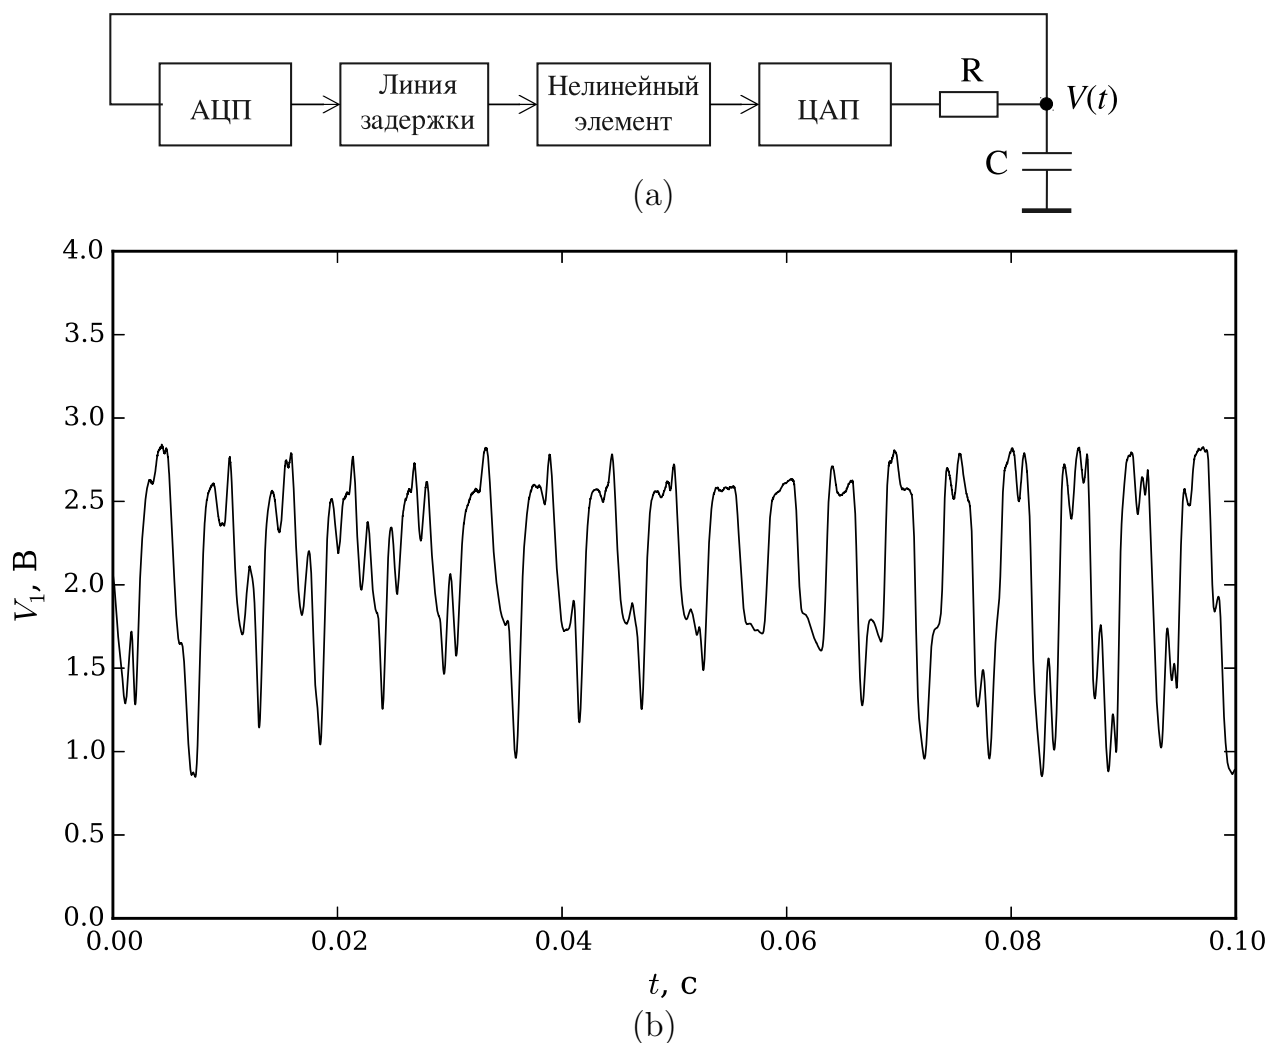 АЦП
Линия
задержки
Нелинейный
элемент
ЦАП
R
V(t)
C
(a)
4.0
3.5
3.0
2.5
2.0
1.5
1.0
0.5
0.0
V₁, В
0.00 0.02 0.04 0.06 0.08 0.10
t, с
(b)